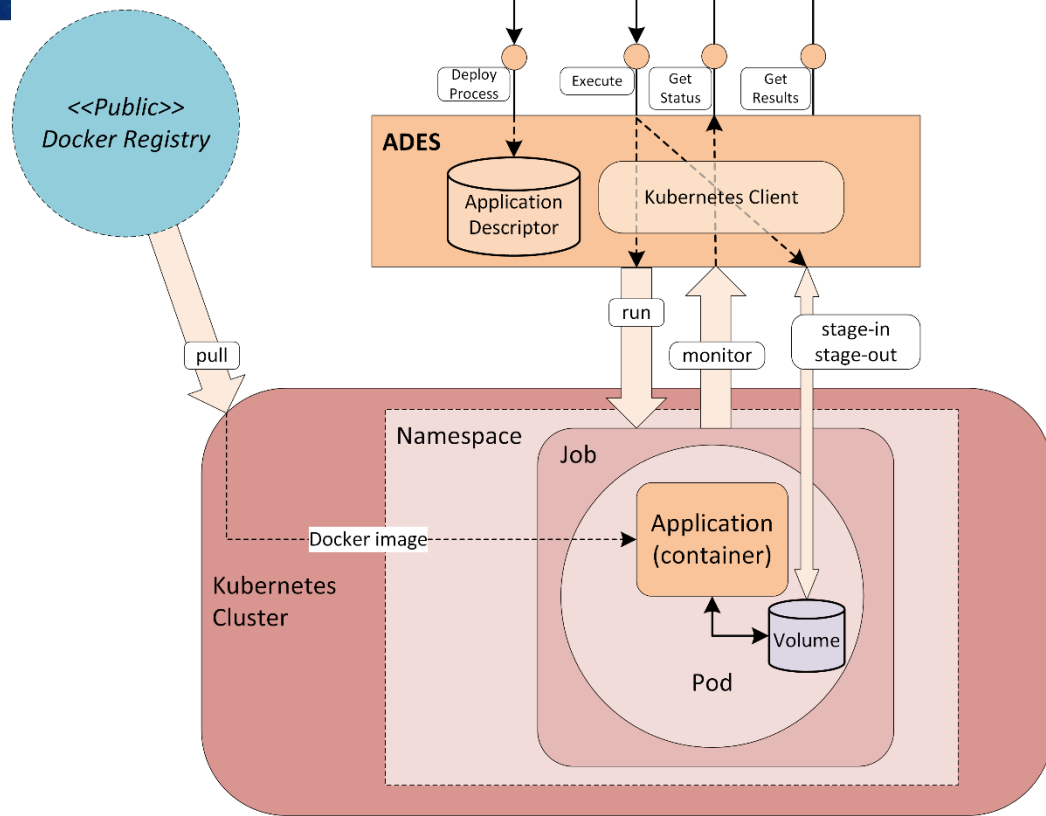 <<Public>>
Docker Registry
Deploy
Process
Execute
Get
Status
Get
Results
ADES
Application
Descriptor
Kubernetes Client
run
monitor
stage-in
stage-out
pull
Namespace
Job
Application
(container)
Docker image
Kubernetes
Cluster
Volume
Pod